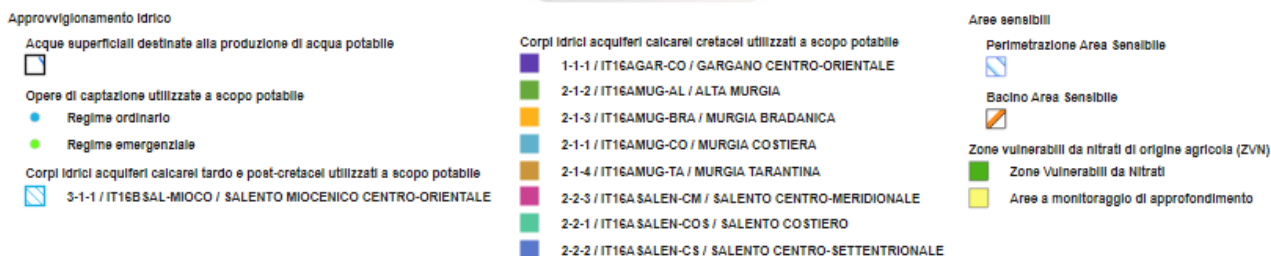 Approvvigionamento idrico
Acque superficiali destinate alla produzione di acqua potabile
Opere di captazione utilizzate a scopo potabile
Regime ordinario
Regime emergenziale
Corpi idrici acquiferi calcarei tardo e post-cretacei utilizzati a scopo potabile
3-1-1 / IT16BSAL-MIOCO / SALENTO MIOCENICO CENTRO-ORIENTALE
Corpi idrici acquiferi calcarei cretacei utilizzati a scopo potabile
1-1-1 / IT16AGAR-CO / GARGANO CENTRO-ORIENTALE
2-1-2 / IT16AMUG-AL / ALTA MURGIA
2-1-3 / IT16AMUG-BRA / MURGIA BRADANICA
2-1-1 / IT16AMUG-CO / MURGIA COSTIERA
2-1-4 / IT16AMUG-TA / MURGIA TARANTINA
2-2-3 / IT16ASALEN-CM / SALENTO CENTRO-MERIDIONALE
2-2-1 / IT16ASALEN-COS / SALENTO COSTIERO
2-2-2 / IT16ASALEN-CS / SALENTO CENTRO-SETTENTRIONALE
Aree sensibili
Perimetrazione Area Sensibile
Bacino Area Sensibile
Zone vulnerabili da nitrati di origine agricola (ZVN)
Zone Vulnerabili da Nitrati
Aree a monitoraggio di approfondimento